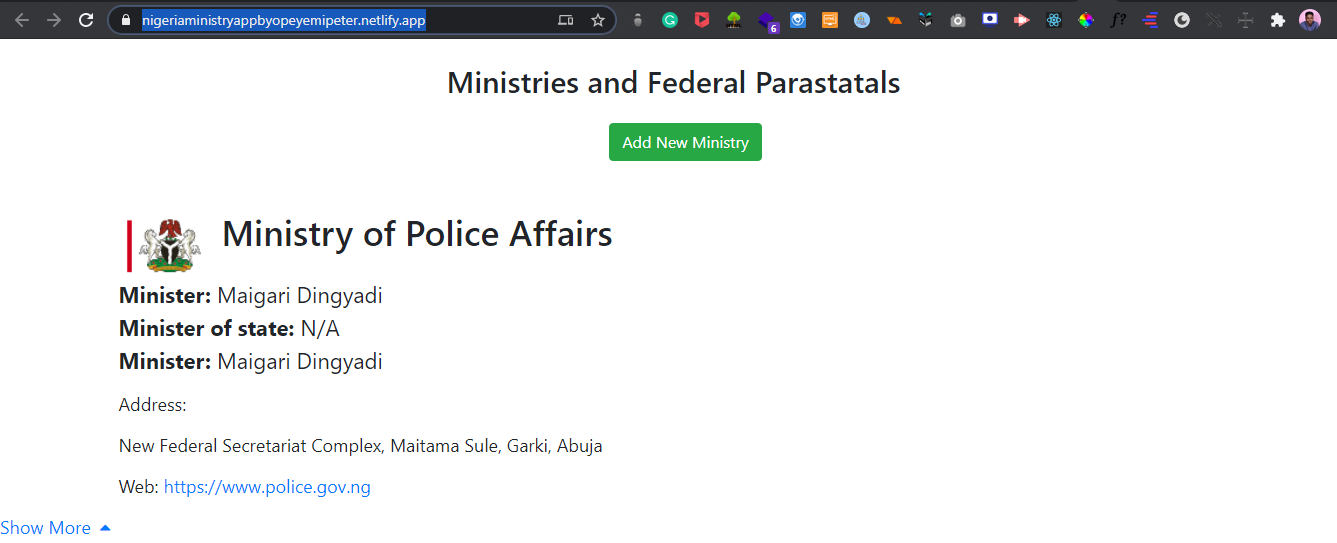 nigeriaministryappbyopeyemipeter.netlify.app
6
f?
Ministries and Federal Parastatals
Add New Ministry
Ministry of Police Affairs
Minister: Maigari Dingyadi
Minister of state: N/A
Minister: Maigari Dingyadi
Address:
New Federal Secretariat Complex, Maitama Sule, Garki, Abuja
Web: https://www.police.gov.ng
Show More